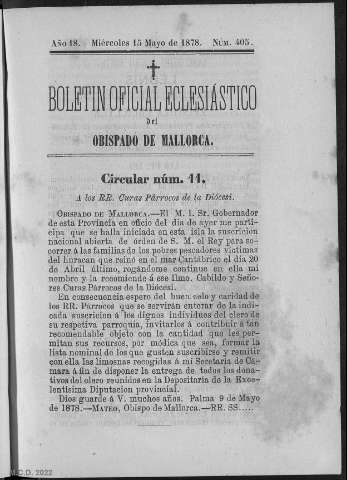 Año 18. Miércoles 15 Mayo de 1878. Núm. 405.
BOLETIN OFICIAL ECLESIÁSTICO
del
OBISPADO DE MALLORCA.
Circular núm. 11.
A los RR. Curas Párrocos de la Diócesi.
Obispado de Mallorca.—El M. I. Sr. Gobernador
de esta Provincia en oficio del dia de ayer me parti-
cipa que se halla iniciada en esta isla la suscricion
nacional abierta de órden de S. M. el Rey para so-
correr á las familias de los pobres pescadores victimas
del huracan que reinó en el mar Cantábrico el dia 20
de Abril último, rogándome continue en ella mi
nombre y la recomiende á ese Ilmo. Cabildo y Seño-
res Curas Párrocos de la Diócesi.
En consecuencia espero del buen celo y caridad de
los RR. Párrocos que se servirán enterar de la indi-
cada suscricion á los dignos individuos del clero de
su respetiva parroquia, invitarlos á contribuir á tan
recomendable objeto con la cantidad que les per-
mitan sus recursos, por módica que sea, formar la
lista nominal de los que gusten suscribirse y remitir
con ella las limosnas recogidas á mi Secretaría de Cá-
mara á fin de disponer la entrega de todos los dona-
tivos del clero reunidos en la Depositaría de la Exce-
lentísima Diputacion provincial.
Dios guarde á V. muchos años. Palma 9 de Mayo
de 1878.—Mateo, Obispo de Mallorca.—RR. SS.....
C.D. 2022